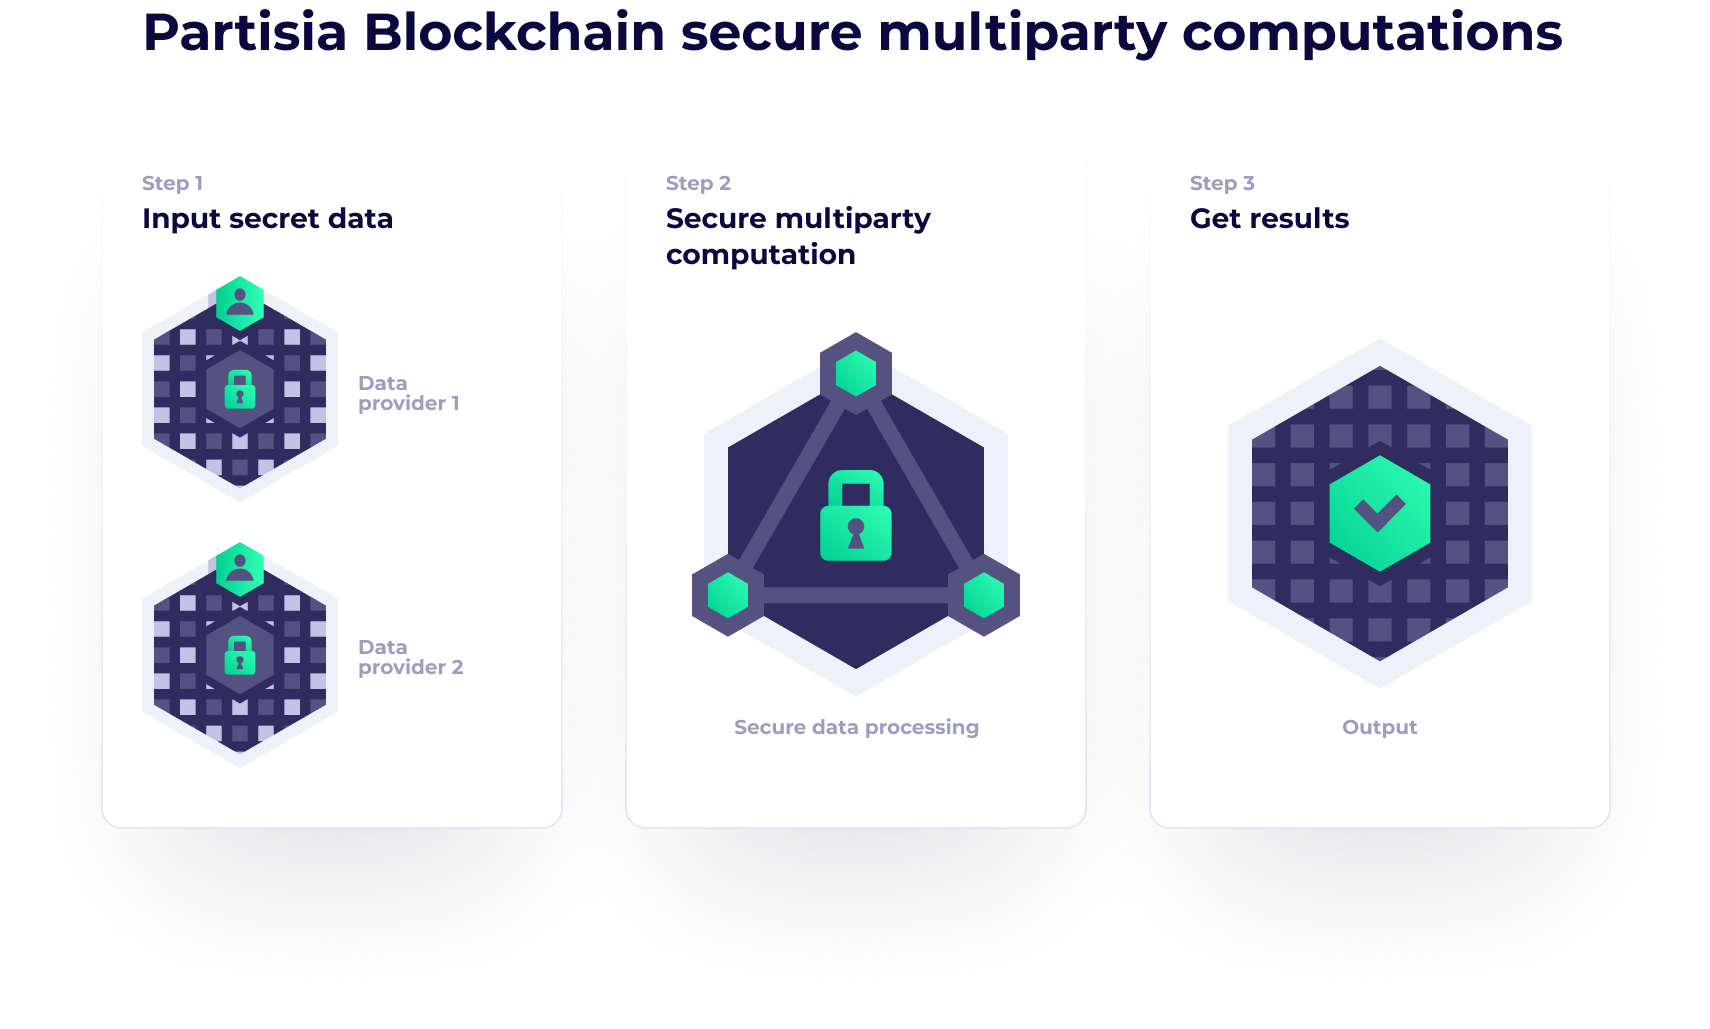 Partisia Blockchain secure multiparty computations
Step 1
Input secret data
Data
provider 1
Data
provider 2
Step 2
Secure multiparty
computation
Secure data processing
Step 3
Get results
Output